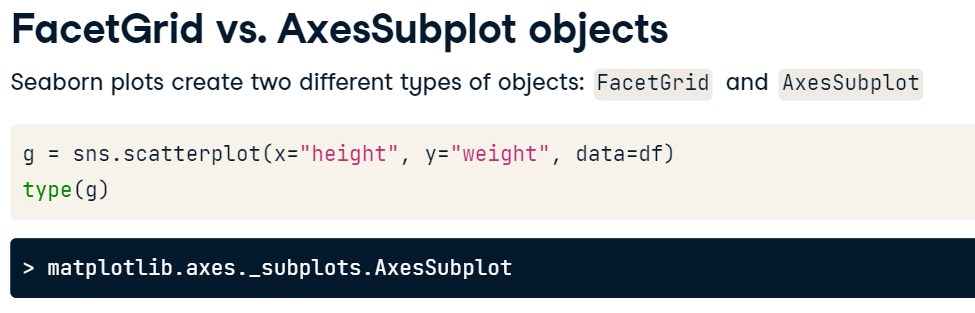 FacetGrid vs. AxesSubplot objects
Seaborn plots create two different types of objects: FacetGrid and AxesSubplot
g = sns.scatterplot(x="height", y="weight", data=df)
type(g)
> matplotlib.axes._subplots.AxesSubplot